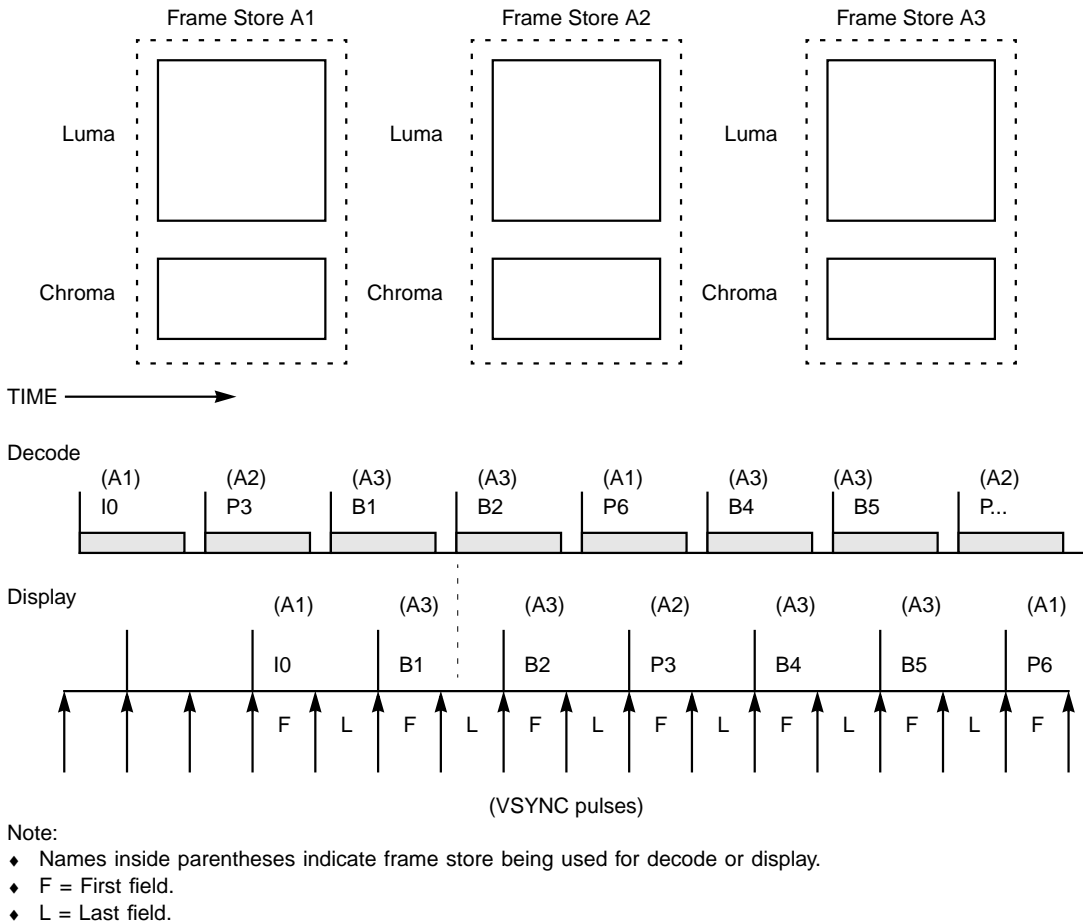 Frame Store A1 Frame Store A2 Frame Store A3
Luma Luma Luma
Chroma Chroma Chroma
TIME
Decode
(A1) (A2) (A3) (A3) (A1) (A3) (A3) (A2)
I0 P3 B1 B2 P6 B4 B5 P...
Display
(A1) (A3) (A3) (A2) (A3) (A3) (A1)
I0 B1 B2 P3 B4 B5 P6
F L F L F L F L F L F L F
(VSYNC pulses)
Note:
♦ Names inside parentheses indicate frame store being used for decode or display.
♦ F = First field.
♦ L = Last field.